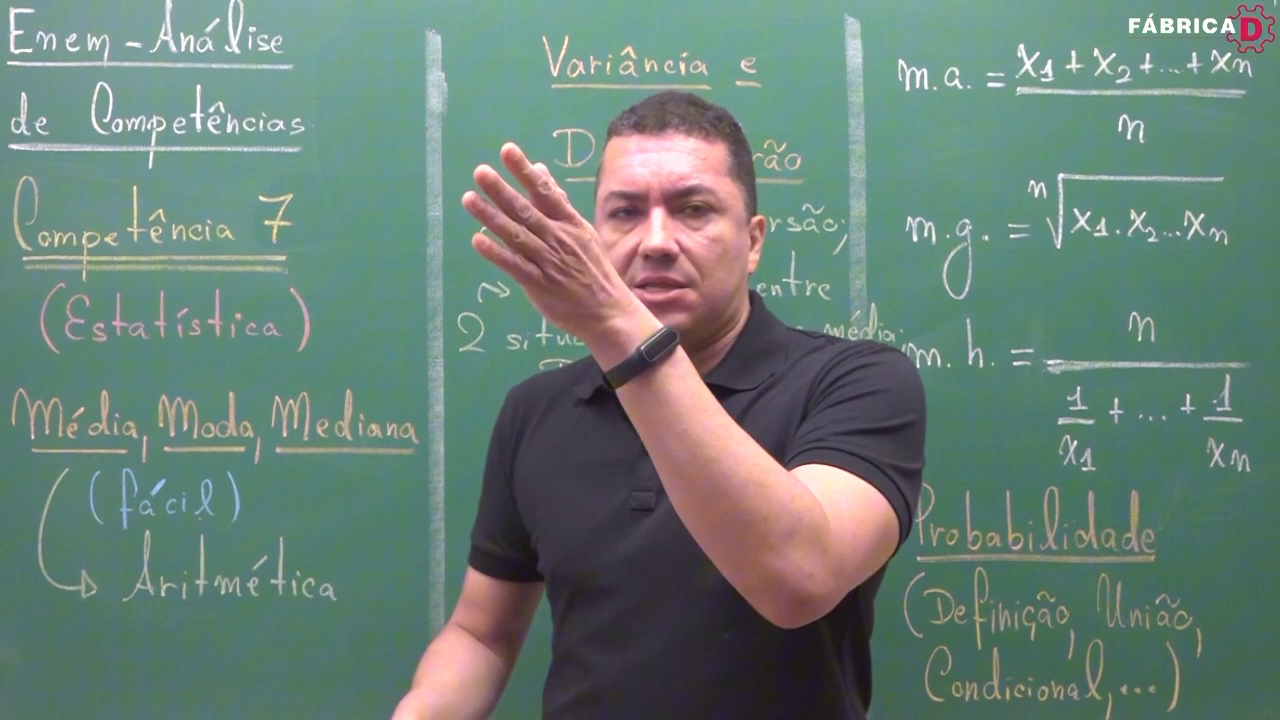 Enem - Análise
de Competências
Competência 7
(Estatística)
Média, Moda, Mediana
(fácil)
Aritmética
Variância e
D rão
rsão;
entre
2 situ média;
FÁBRICA D
m.a. = x1 + x2 + ... + xn
n
m.g. = n√x1.x2...xn
m.h. = n
1 + ... + 1
x1 xn
Probabilidade
(Definição, União,
Condicional, ...)